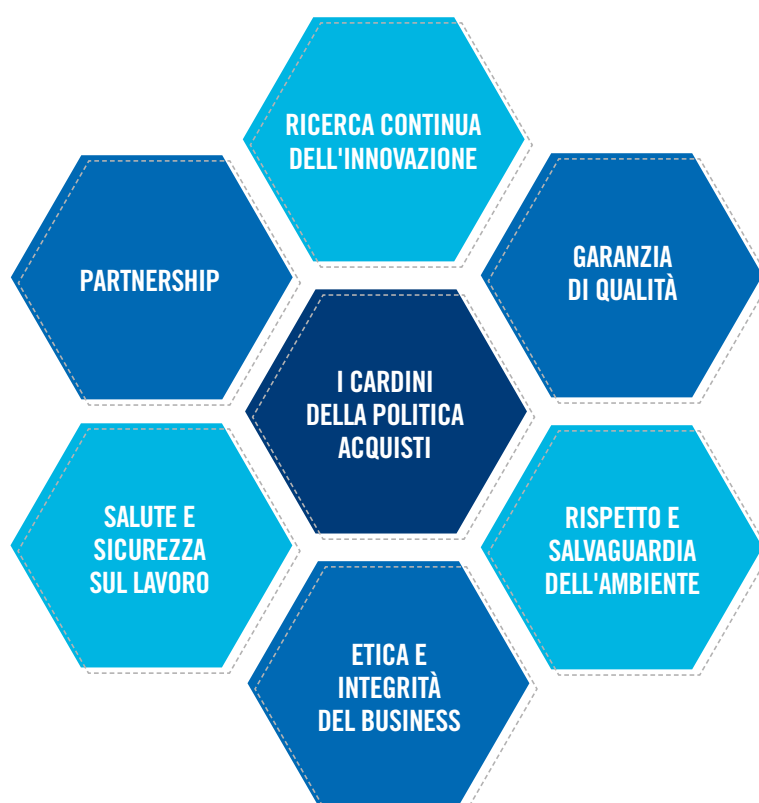 RICERCA CONTINUA
DELL'INNOVAZIONE
PARTNERSHIP
GARANZIA
DI QUALITÀ
I CARDINI
DELLA POLITICA
ACQUISTI
SALUTE E
SICUREZZA
SUL LAVORO
RISPETTO E
SALVAGUARDIA
DELL'AMBIENTE
ETICA E
INTEGRITÀ
DEL BUSINESS